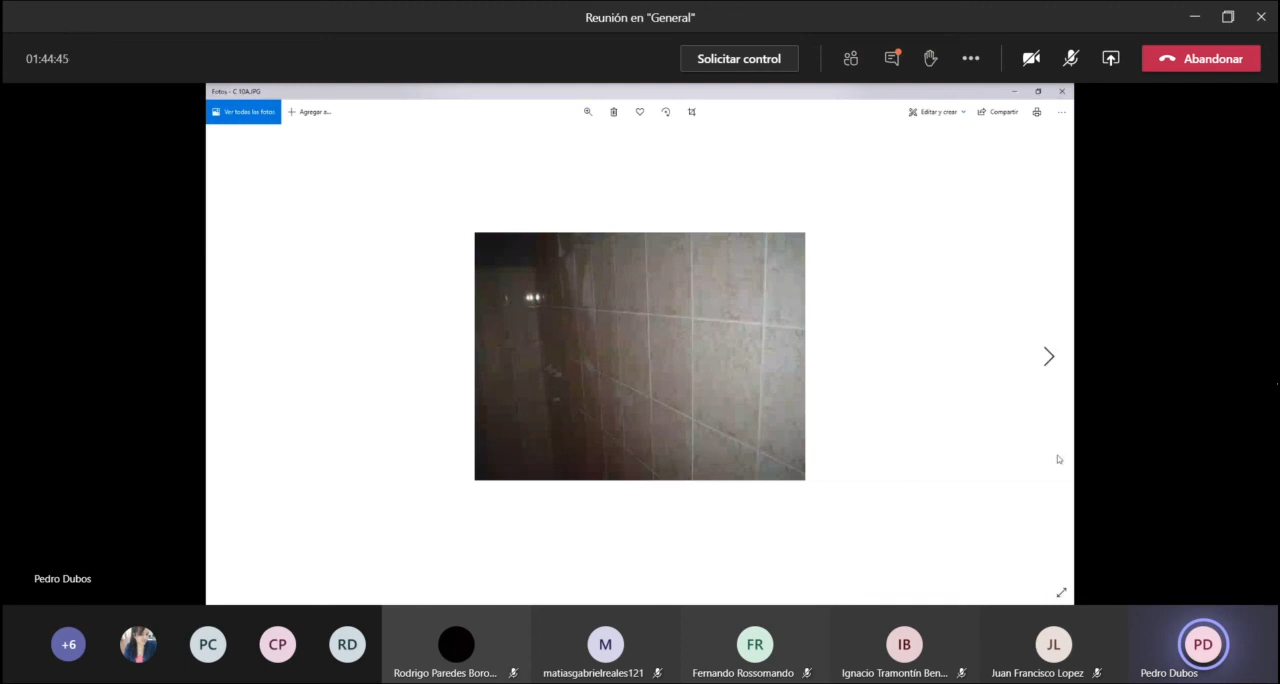 Reunión en "General"
01:44:45
Solicitar control
Abandonar
Fotos - C 10A.JPG
Ver todas las fotos
Agregar a...
Editar y crear
Compartir
Pedro Dubos
+6
PC
CP
RD
Rodrigo Paredes Boro...
M
matiasgabrielreales121
FR
Fernando Rossomando
IB
Ignacio Tramontín Ben...
JL
Juan Francisco Lopez
PD
Pedro Dubos